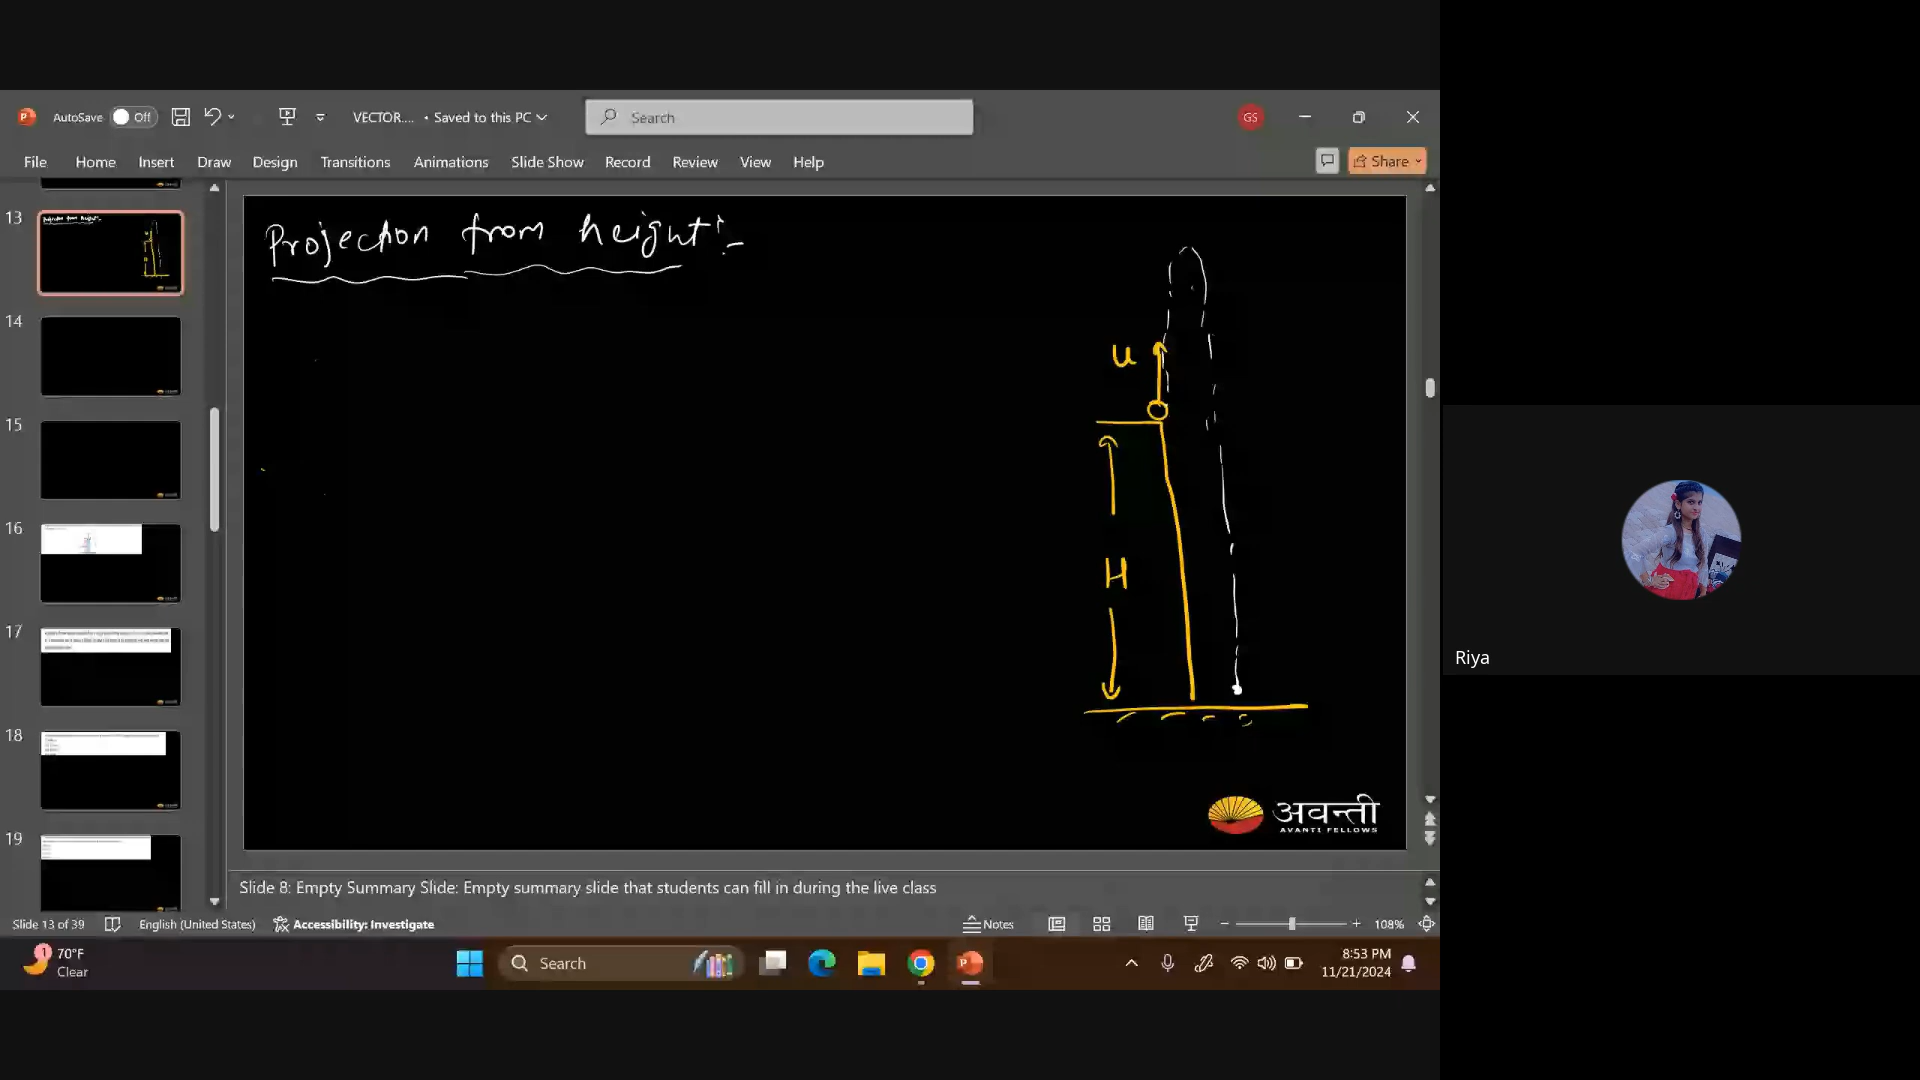 AutoSave Off VECTOR.... • Saved to this PC Search GS
File Home Insert Draw Design Transitions Animations Slide Show Record Review View Help Share
13
14
15
16
17
18
19
Projection from height:-
u
H
अवन्ती
AVANTI FELLOWS
Riya
Slide 8: Empty Summary Slide: Empty summary slide that students can fill in during the live class
Slide 13 of 39 English (United States) Accessibility: Investigate Notes 108%
1 70°F
Clear
Search
8:53 PM
11/21/2024